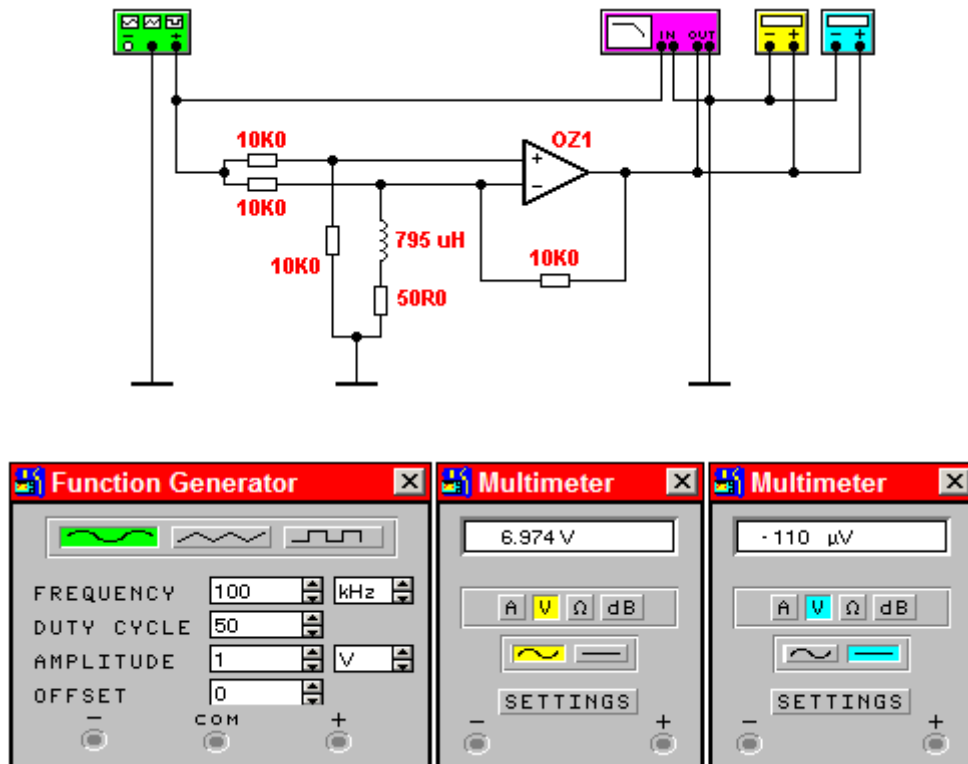 IN OUT
10K0
OZ1
10K0
10K0
795 uH
10K0
50R0
Function Generator
FREQUENCY 100 kHz
DUTY CYCLE 50
AMPLITUDE 1 V
OFFSET 0
- COM +
Multimeter
6.974 V
A V Ω dB
SETTINGS
- +
Multimeter
-110 µV
A V Ω dB
SETTINGS
- +